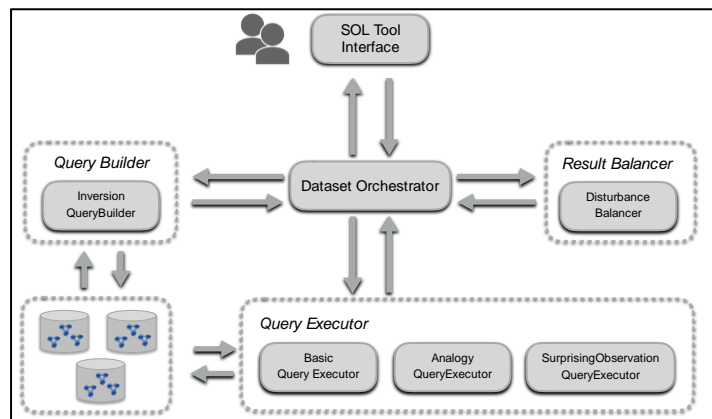 SOL Tool
Interface
Query Builder
Inversion
QueryBuilder
Dataset Orchestrator
Result Balancer
Disturbance
Balancer
Query Executor
Basic
Query Executor
Analogy
QueryExecutor
SurprisingObservation
QueryExecutor